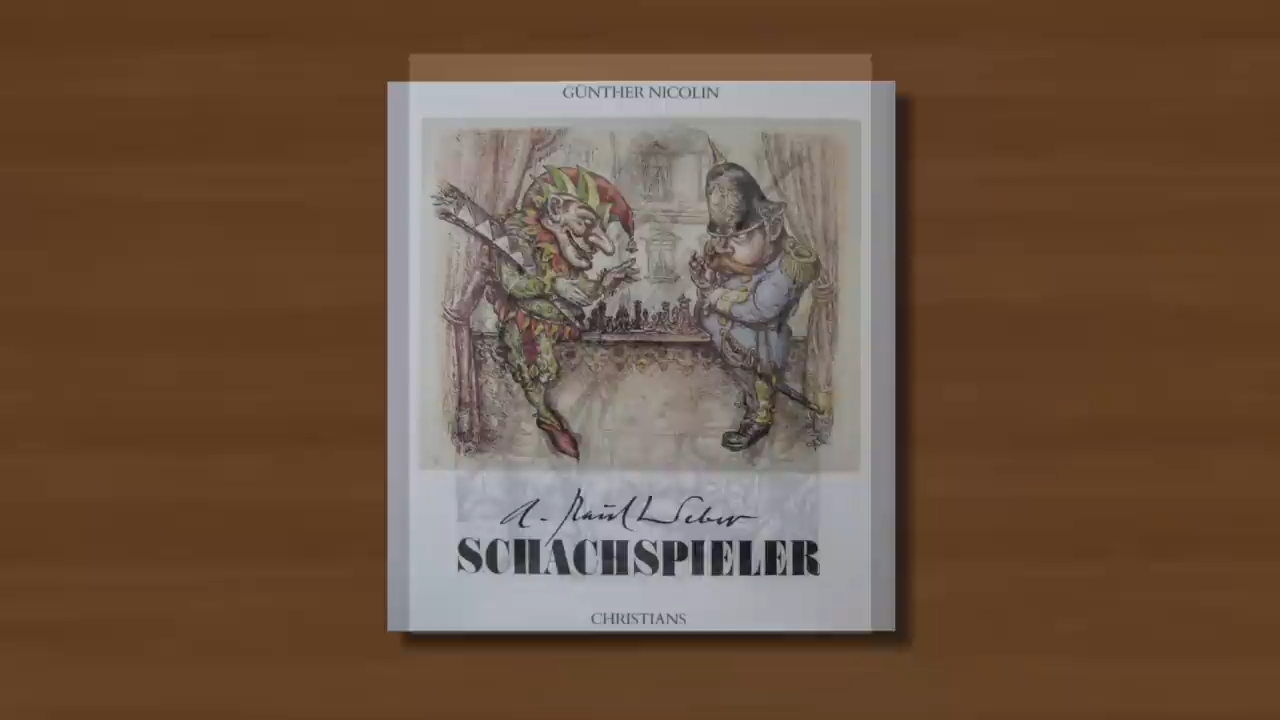 GÜNTHER NICOLIN
A. Paul Weber
SCHACHSPIELER
CHRISTIANS